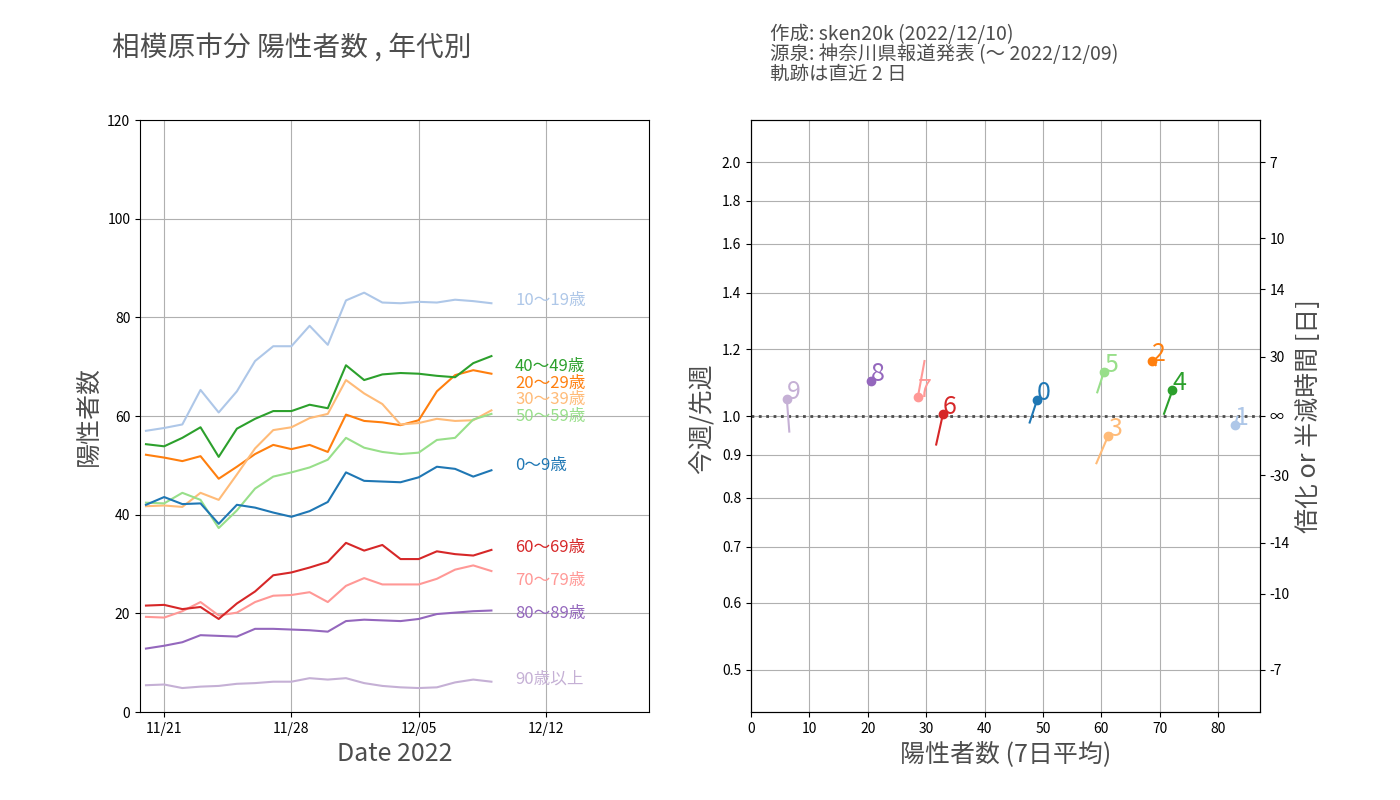 相模原市分 陽性者数 , 年代別
作成: sken20k (2022/12/10)
源泉: 神奈川県報道発表 (〜 2022/12/09)
軌跡は直近 2 日
陽性者数
120
100
80
60
40
20
0
10〜19歳
40〜49歳
20〜29歳
30〜39歳
50〜59歳
0〜9歳
60〜69歳
70〜79歳
80〜89歳
90歳以上
11/21
11/28
12/05
12/12
Date 2022
今週/先週
2.0
1.8
1.6
1.4
1.2
1.0
0.9
0.8
0.7
0.6
0.5
9
8
7
6
0
5
3
2
4
1
7
10
14
30
∞
-30
-14
-10
-7
倍化 or 半減時間 [日]
0
10
20
30
40
50
60
70
80
陽性者数 (7日平均)